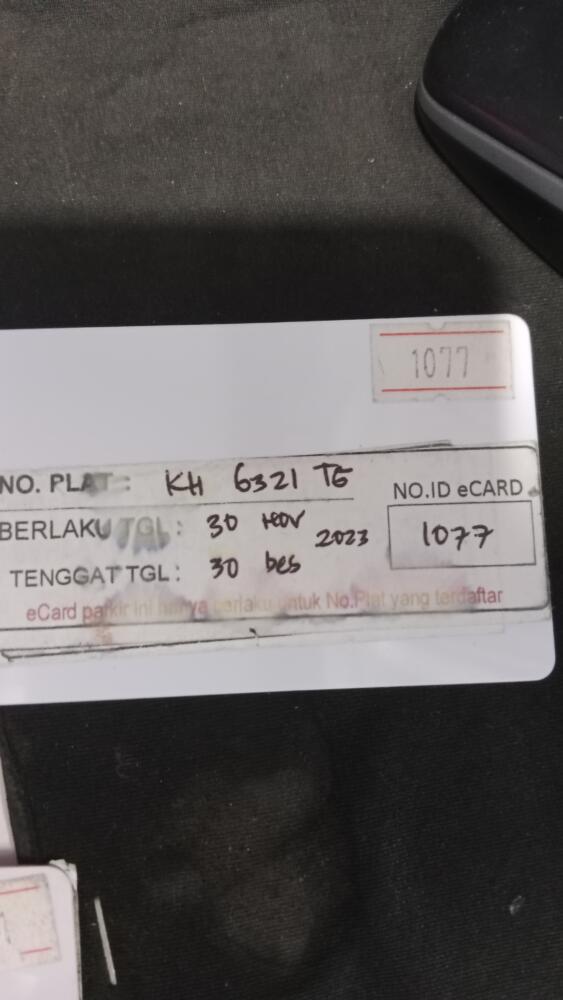 1077
NO. PLAT : KH 6321 TG
NO.ID eCARD
BERLAKU TGL : 30 nov 2023
1077
TENGGAT TGL : 30 Des
eCard parkir ini hanya berlaku untuk No.Plat yang terdaftar